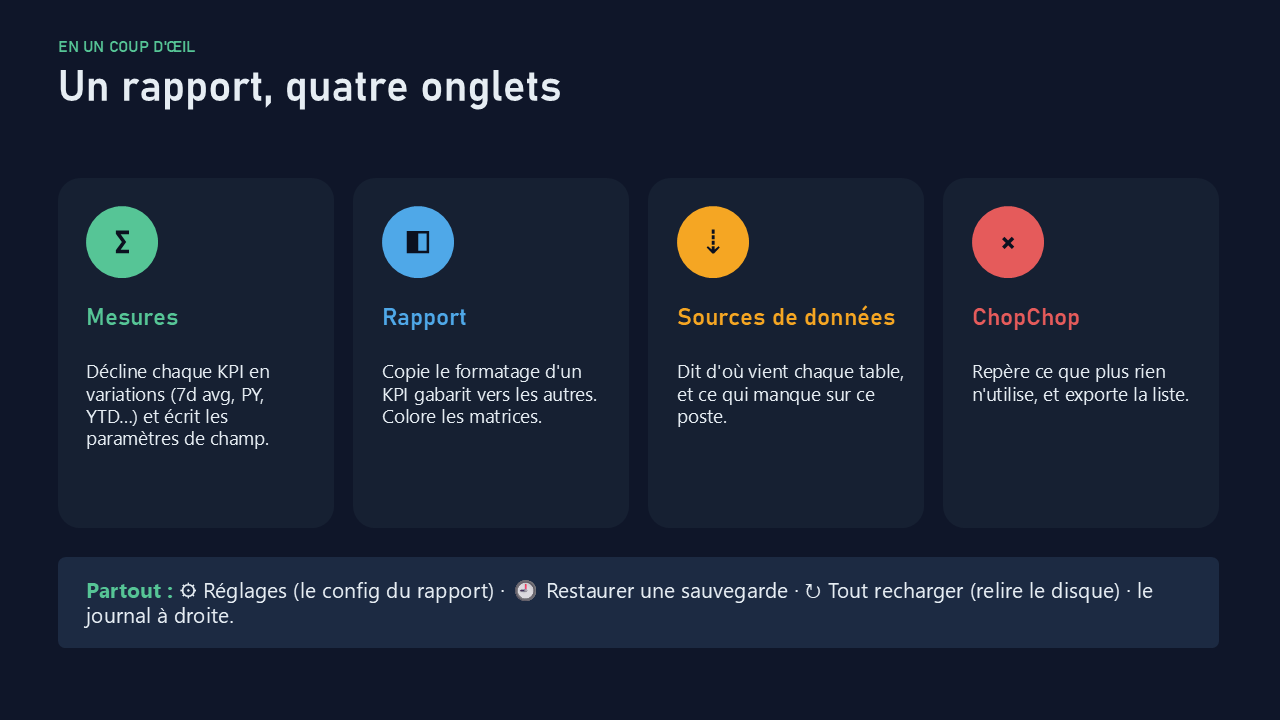 EN UN COUP D'ŒIL
Un rapport, quatre onglets
Σ
Mesures
Décline chaque KPI en
variations (7d avg, PY,
YTD…) et écrit les
paramètres de champ.
◧
Rapport
Copie le formatage d'un
KPI gabarit vers les autres.
Colore les matrices.
⇣
Sources de données
Dit d'où vient chaque table,
et ce qui manque sur ce
poste.
×
ChopChop
Repère ce que plus rien
n'utilise, et exporte la liste.
Partout : ⚙ Réglages (le config du rapport) · 🕘 Restaurer une sauvegarde · ↻ Tout recharger (relire le disque) · le
journal à droite.